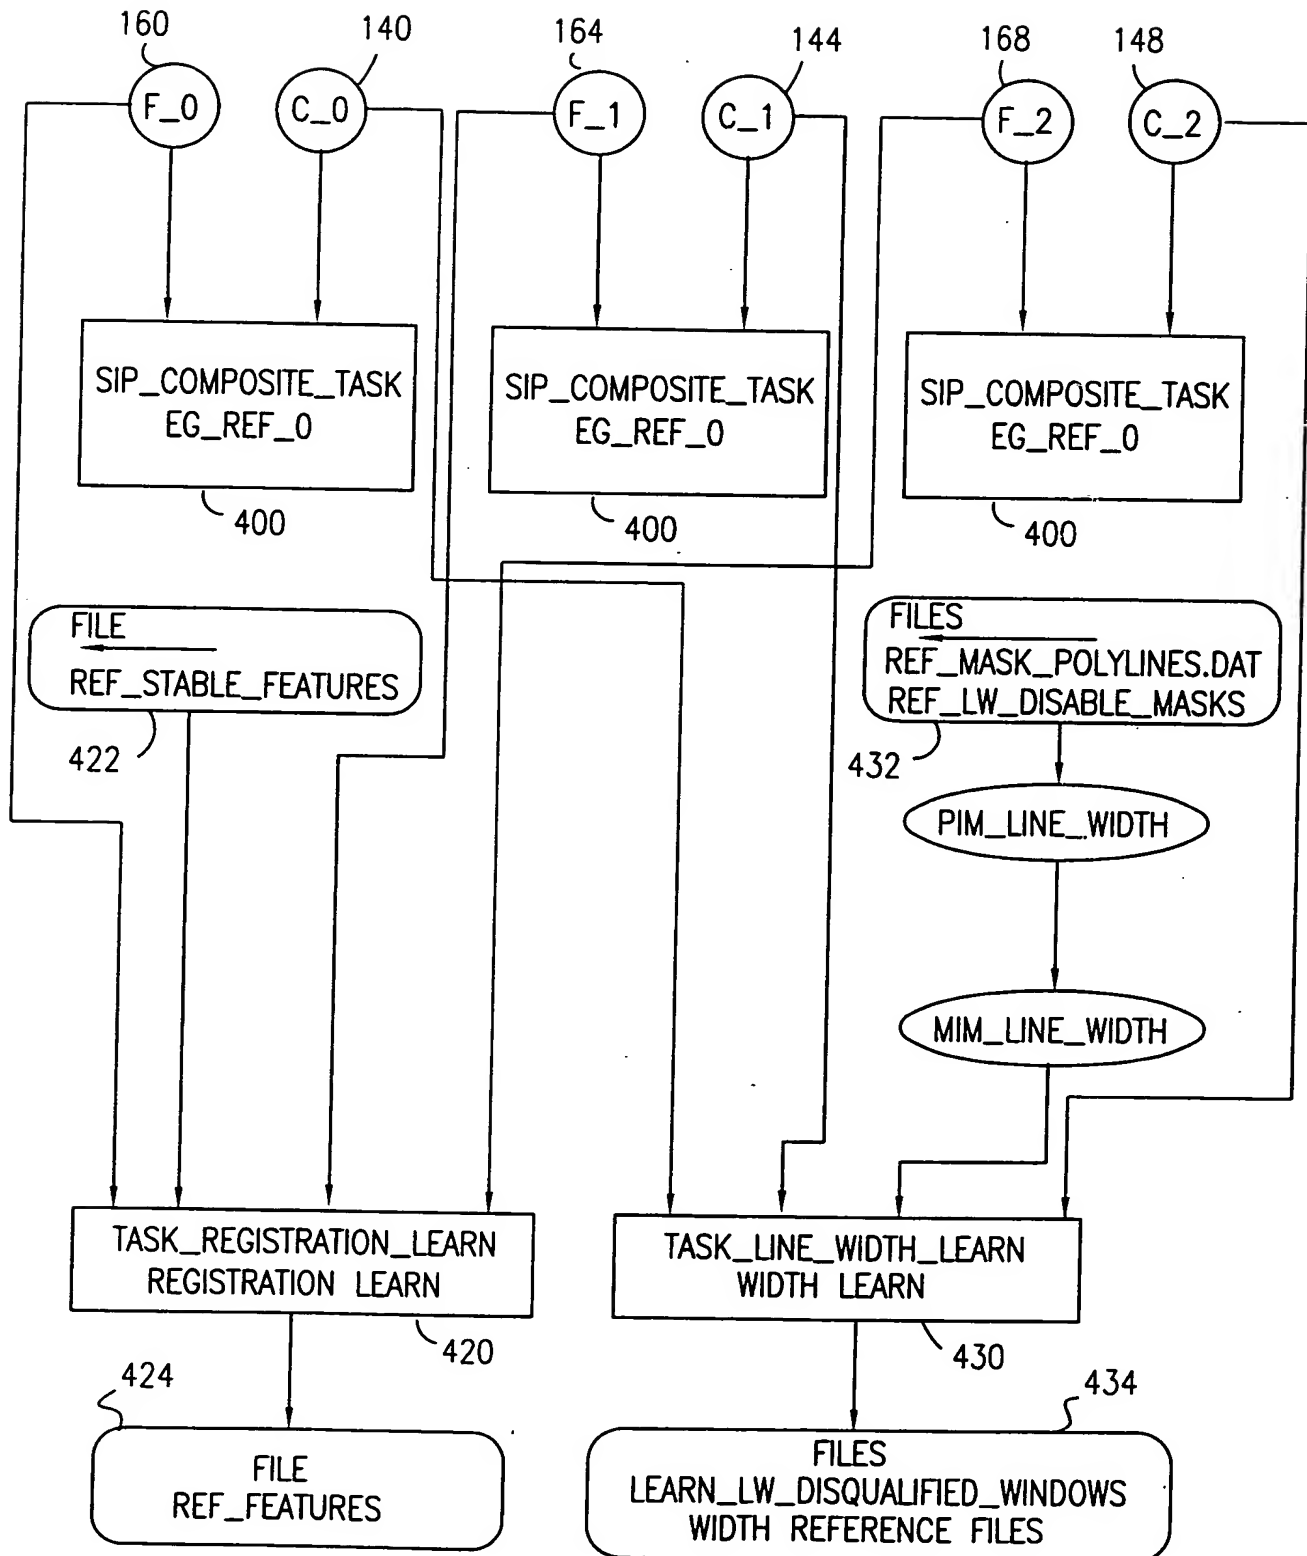 160
140
164
144
168
148
F_0
C_0
F_1
C_1
F_2
C_2
SIP_COMPOSITE_TASK
EG_REF_0
SIP_COMPOSITE_TASK
EG_REF_0
SIP_COMPOSITE_TASK
EG_REF_0
400
400
400
FILE
REF_STABLE_FEATURES
422
FILES
REF_MASK_POLYLINES.DAT
REF_LW_DISABLE_MASKS
432
PIM_LINE_WIDTH
MIM_LINE_WIDTH
TASK_REGISTRATION_LEARN
REGISTRATION LEARN
420
TASK_LINE_WIDTH_LEARN
WIDTH LEARN
430
424
FILE
REF_FEATURES
434
FILES
LEARN_LW_DISQUALIFIED_WINDOWS
WIDTH REFERENCE FILES